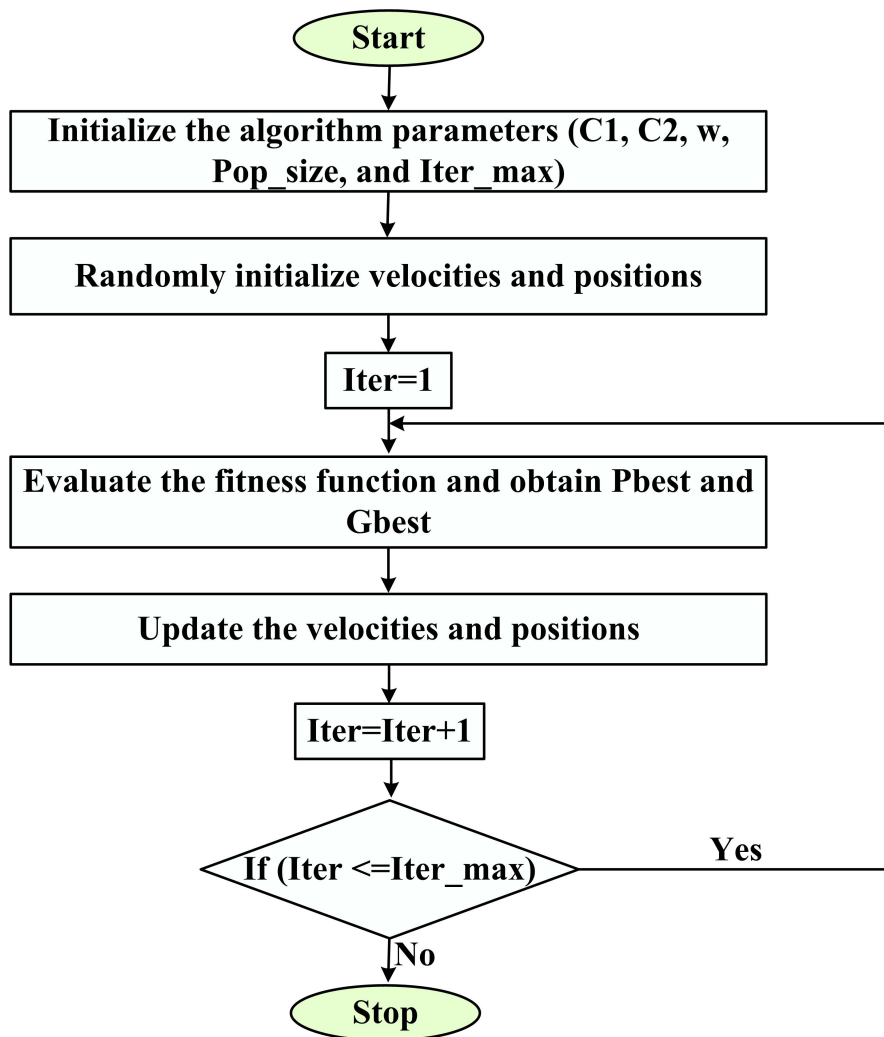 Start
Initialize the algorithm parameters (C1, C2, w,
Pop_size, and Iter_max)
Randomly initialize velocities and positions
Iter=1
Evaluate the fitness function and obtain Pbest and
Gbest
Update the velocities and positions
Iter=Iter+1
If (Iter <=Iter_max)
Yes
No
Stop